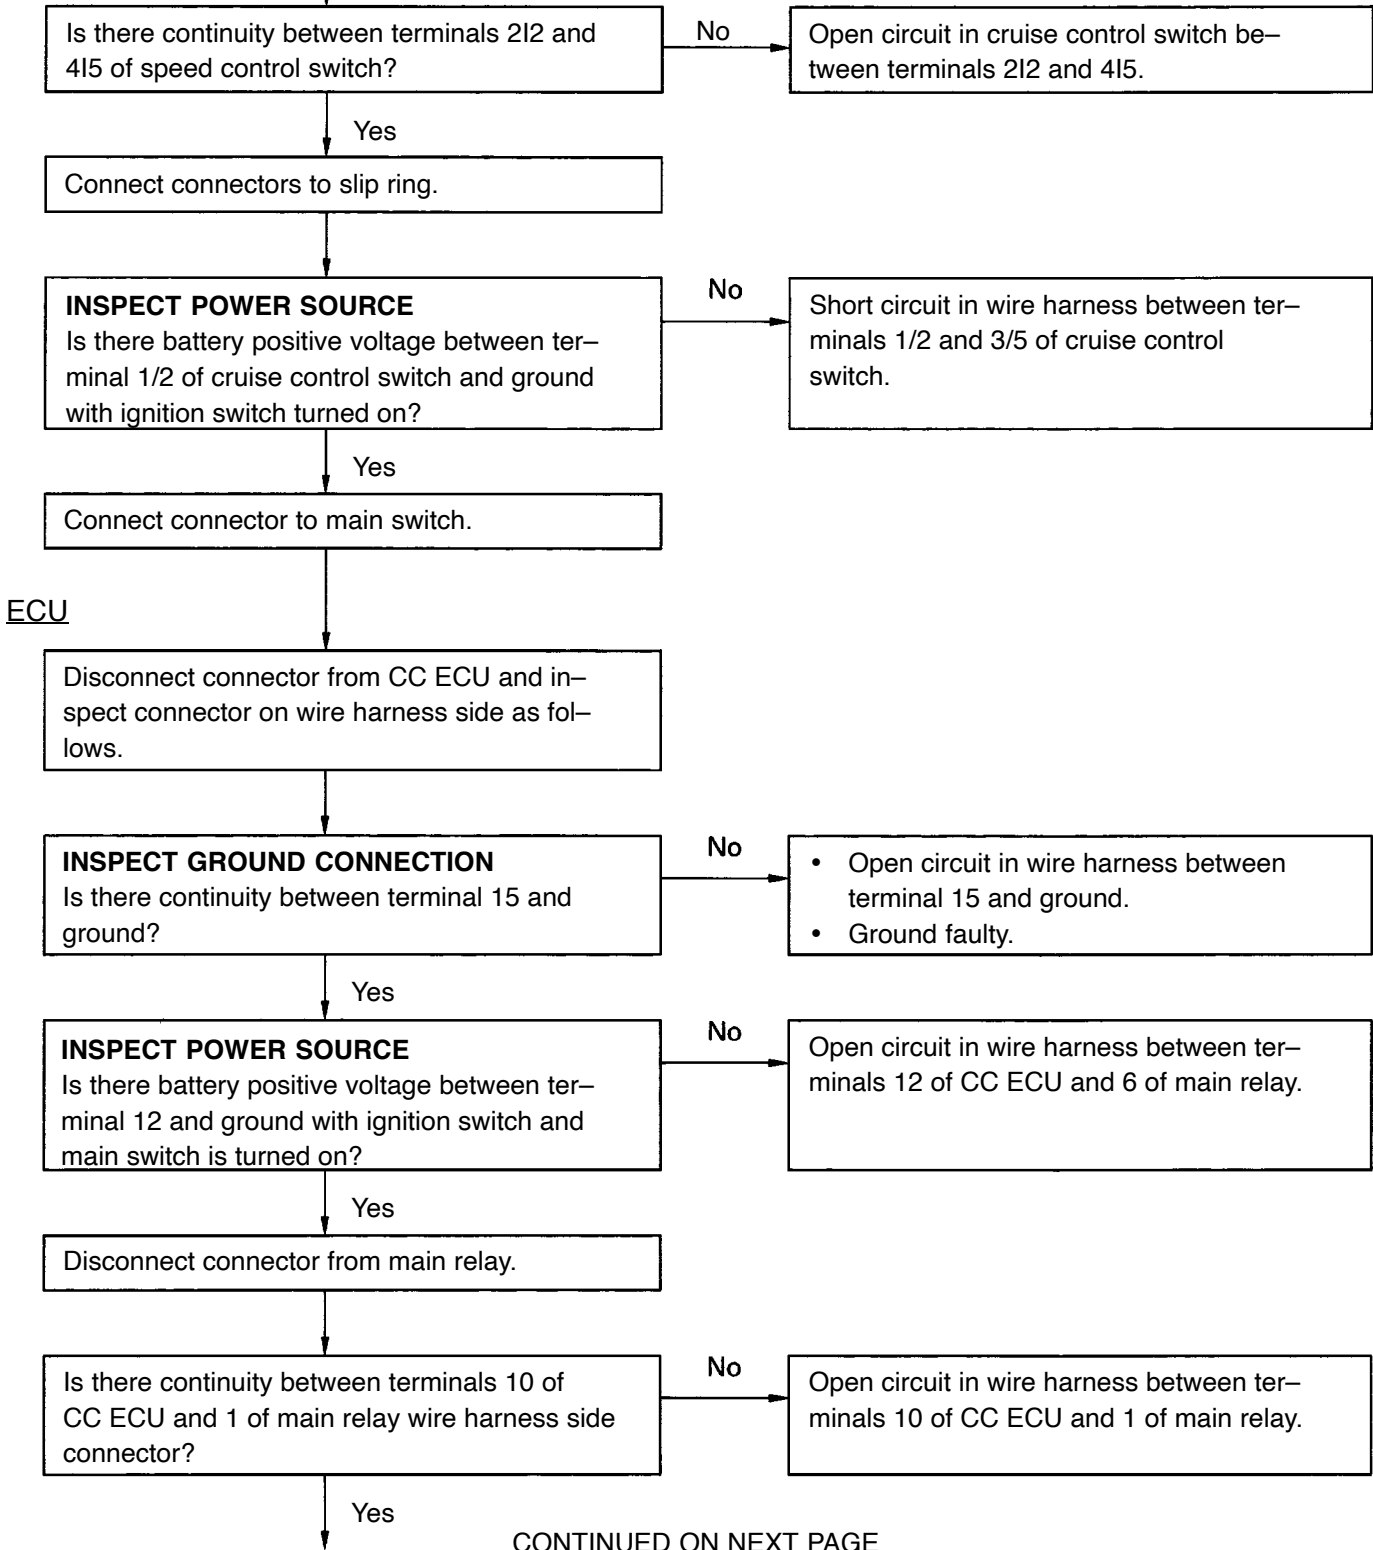 Is there continuity between terminals 2I2 and
4I5 of speed control switch?
No
Open circuit in cruise control switch be–
tween terminals 2I2 and 4I5.
Yes
Connect connectors to slip ring.
INSPECT POWER SOURCE
Is there battery positive voltage between ter–
minal 1/2 of cruise control switch and ground
with ignition switch turned on?
No
Short circuit in wire harness between ter–
minals 1/2 and 3/5 of cruise control
switch.
Yes
Connect connector to main switch.
ECU
Disconnect connector from CC ECU and in–
spect connector on wire harness side as fol–
lows.
INSPECT GROUND CONNECTION
Is there continuity between terminal 15 and
ground?
No
• Open circuit in wire harness between
terminal 15 and ground.
• Ground faulty.
Yes
INSPECT POWER SOURCE
Is there battery positive voltage between ter–
minal 12 and ground with ignition switch and
main switch is turned on?
No
Open circuit in wire harness between ter–
minals 12 of CC ECU and 6 of main relay.
Yes
Disconnect connector from main relay.
Is there continuity between terminals 10 of
CC ECU and 1 of main relay wire harness side
connector?
No
Open circuit in wire harness between ter–
minals 10 of CC ECU and 1 of main relay.
Yes
CONTINUED ON NEXT PAGE